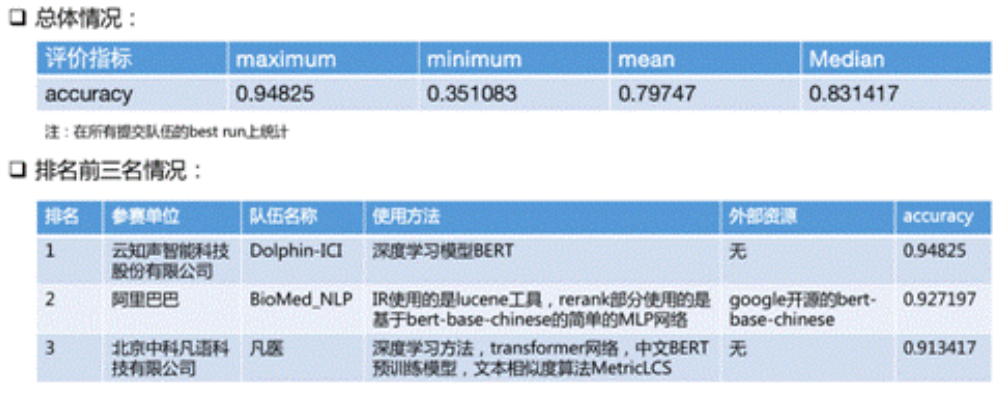 ❑ 总体情况：
评价指标 maximum minimum mean Median
accuracy 0.94825 0.351083 0.79747 0.831417
注：在所有提交队伍的best run上统计
❑ 排名前三名情况：
排名 参赛单位 队伍名称 使用方法 外部资源 accuracy
1 云知声智能科技 Dolphin-ICI 深度学习模型BERT 无 0.94825
股份有限公司
2 阿里巴巴 BioMed_NLP IR使用的是lucene工具，rerank部分使用的是 google开源的bert- 0.927197
基于bert-base-chinese的简单的MLP网络 base-chinese
3 北京中科凡语科 凡医 深度学习方法，transformer网络，中文BERT 无 0.913417
技有限公司 预训练模型，文本相似度算法MetricLCS